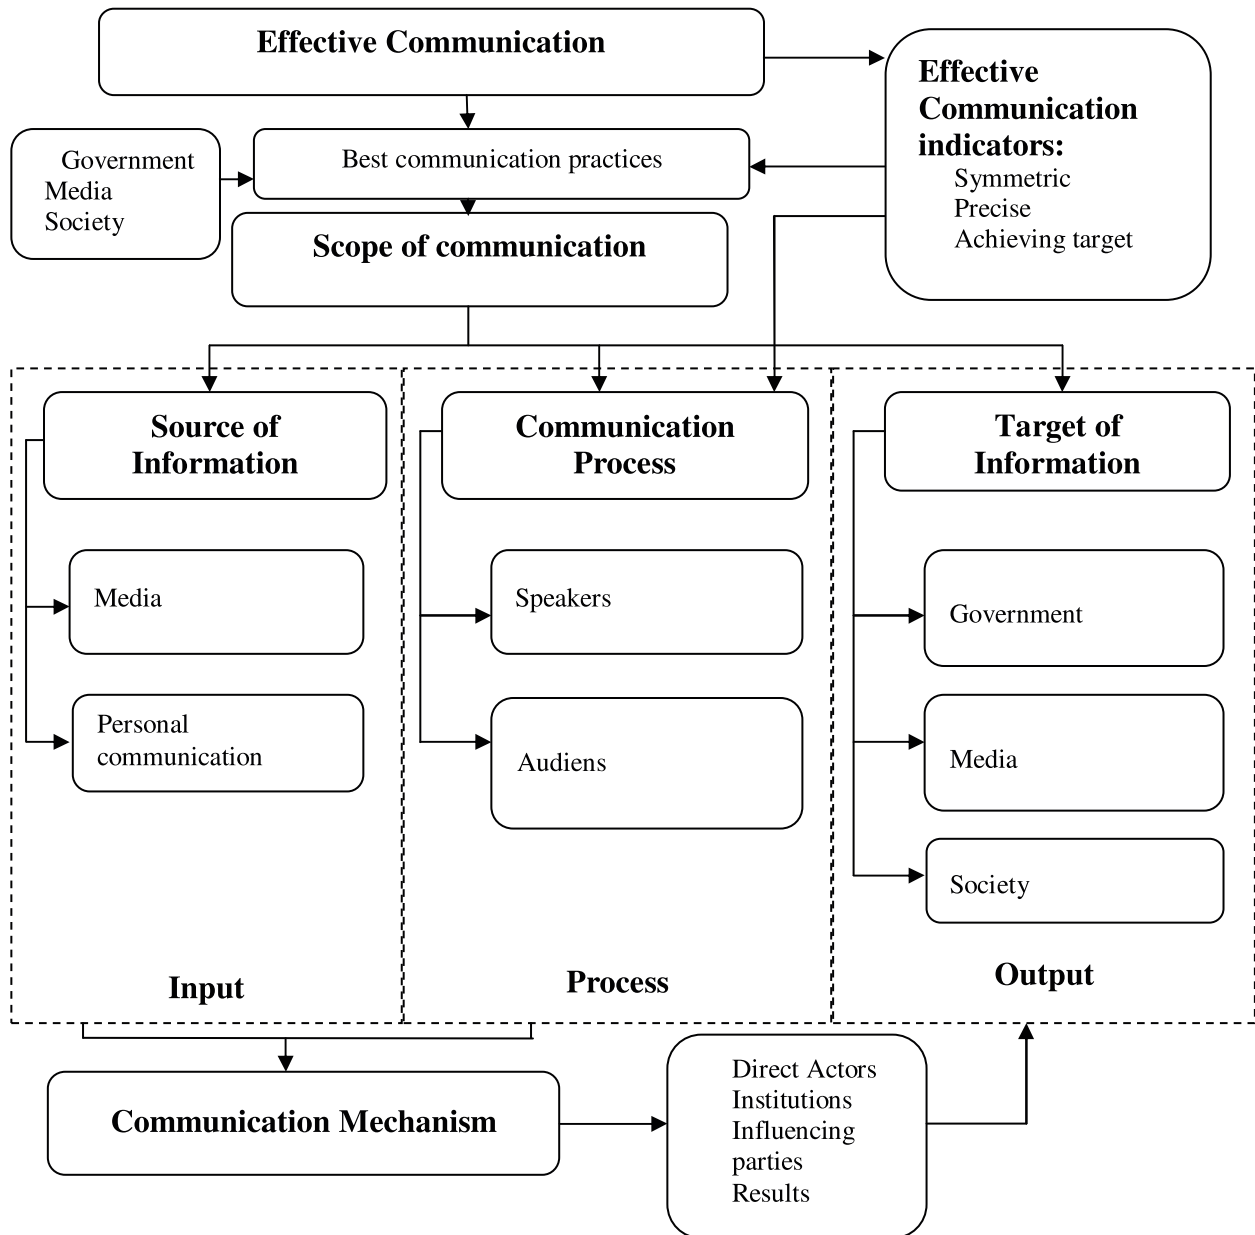 Effective Communication
Effective
Communication
indicators:
Symmetric
Precise
Achieving target
Government
Media
Society
Best communication practices
Scope of communication
Source of
Information
Communication
Process
Target of
Information
Media
Speakers
Government
Personal
communication
Audiens
Media
Society
Input
Process
Output
Communication Mechanism
Direct Actors
Institutions
Influencing
parties
Results